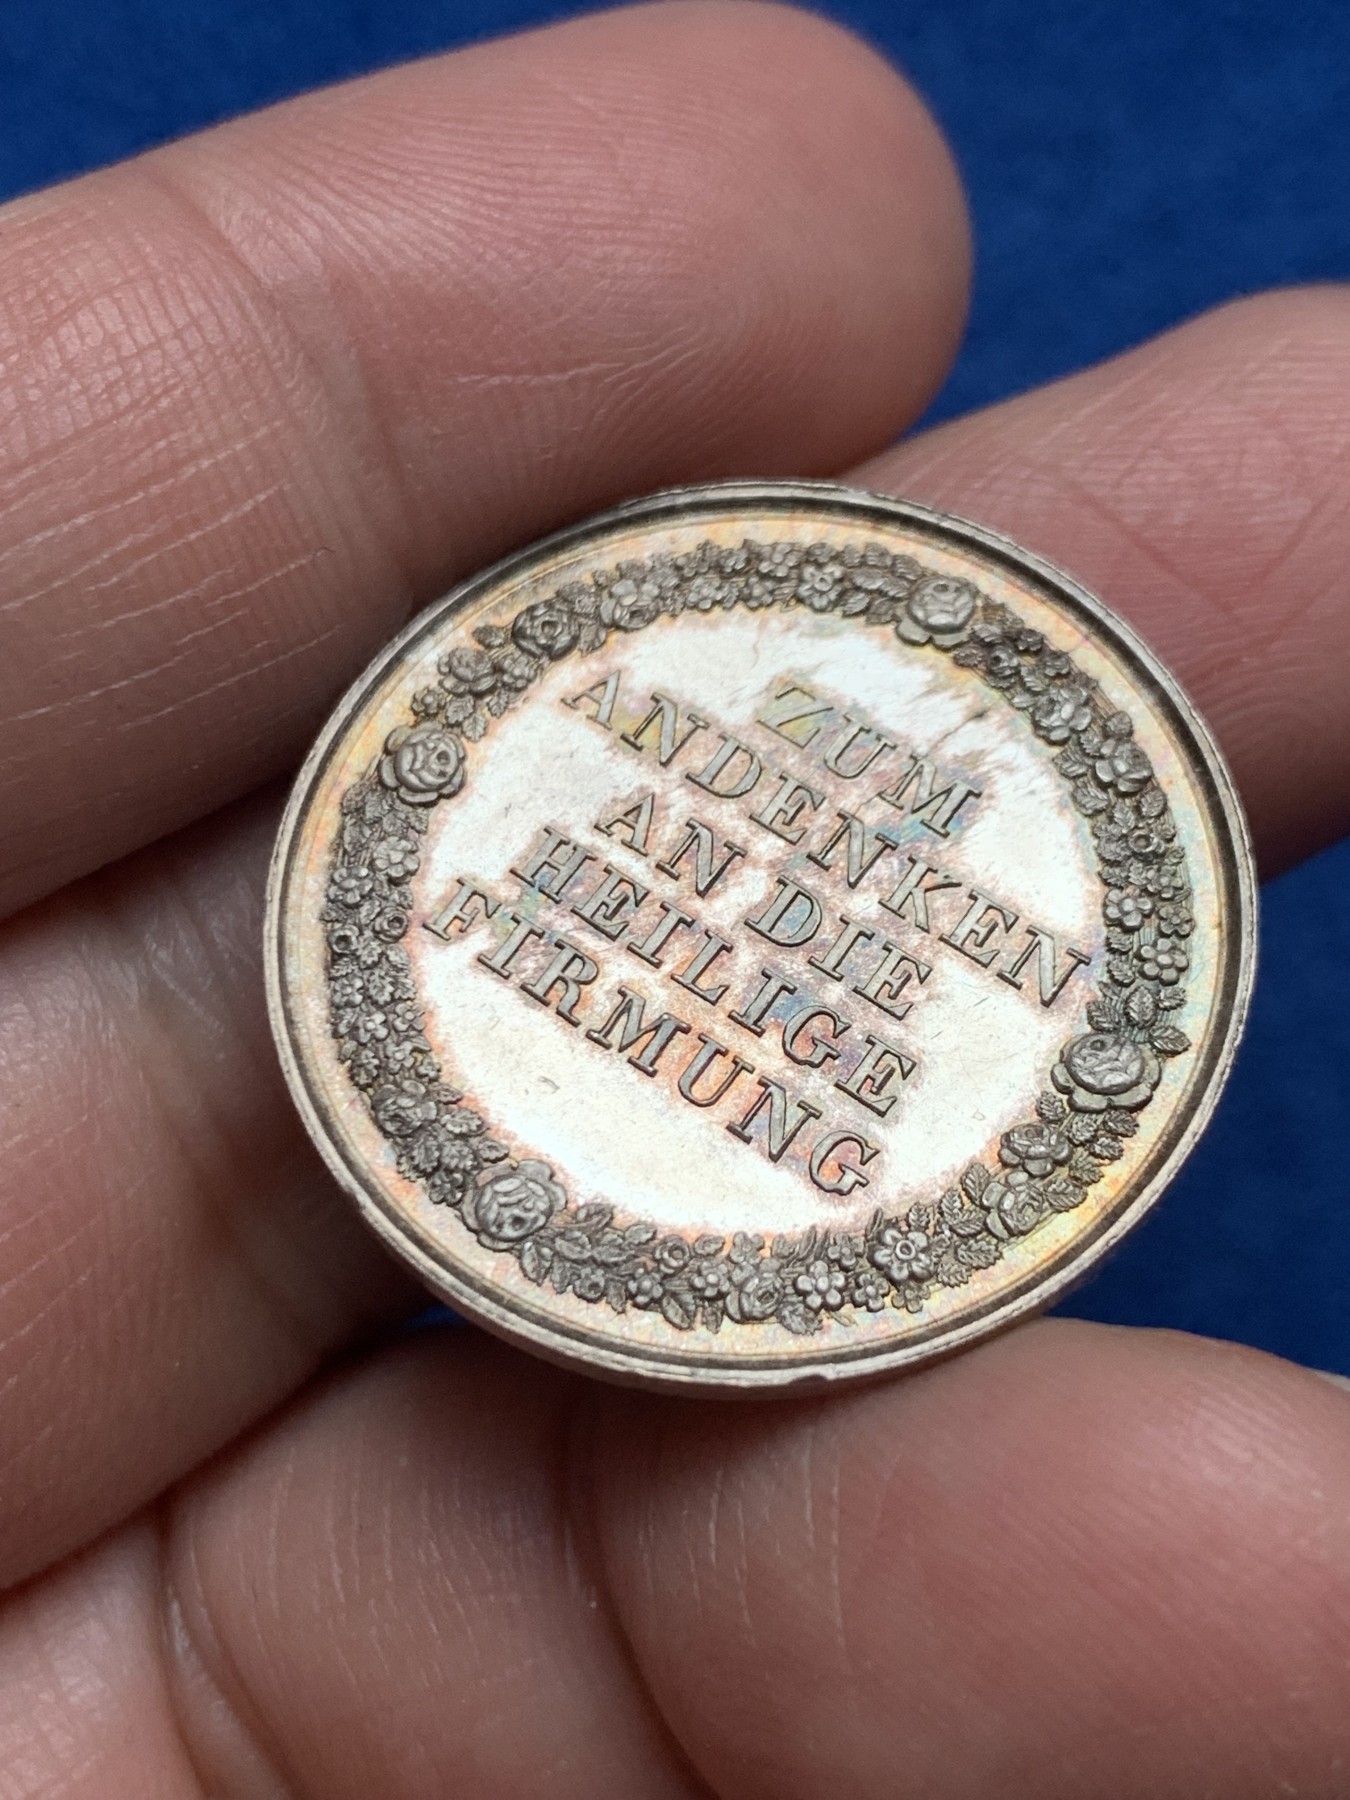 ZUM
ANDENKEN
AN DIE
HEILIGE
FIRMUNG